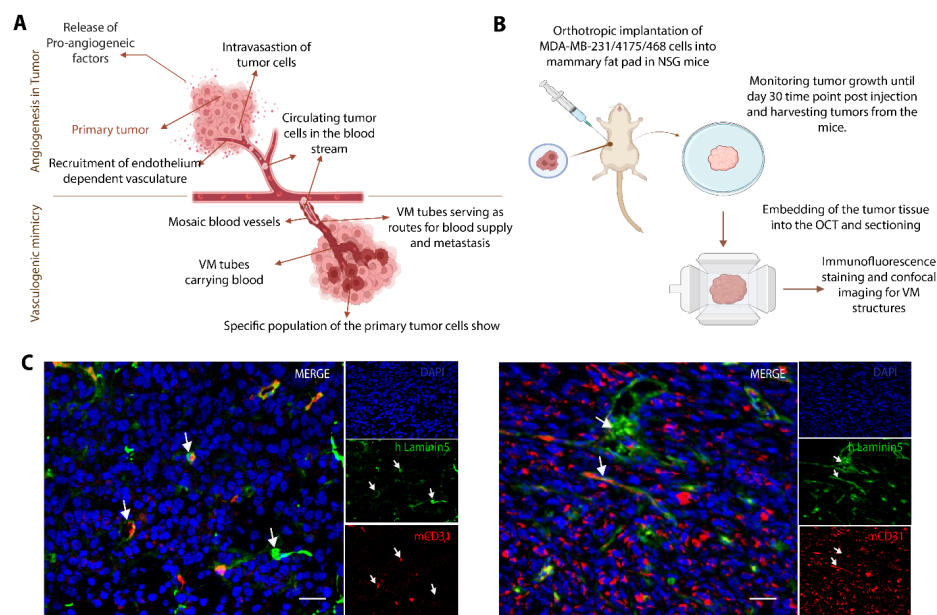 A
Angiogenesis in Tumor
Vasculogenic mimicry
Release of
Pro-angiogeneic
factors
Intravasastion of
tumor cells
Primary tumor
Circulating tumor
cells in the blood
stream
Recruitment of endothelium
dependent vasculature
Mosaic blood vessels
VM tubes serving as
routes for blood supply
and metastasis
VM tubes
carrying blood
Specific population of the primary tumor cells show
B
Orthotropic implantation of
MDA-MB-231/4175/468 cells into
mammary fat pad in NSG mice
Monitoring tumor growth until
day 30 time point post injection
and harvesting tumors from the
mice.
Embedding of the tumor tissue
into the OCT and sectioning
Immunofluorescence
staining and confocal
imaging for VM
structures
C
MERGE
DAPI
h Laminin5
mCD31
MERGE
DAPI
h Laminin5
mCD31